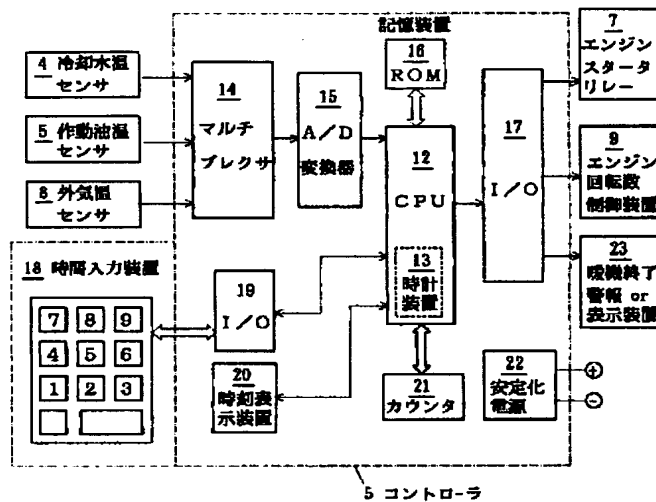 記憶装置
4 冷却水温
センサ
5 作動油温
センサ
6 外気温
センサ
14
マルチ
プレクサ
15
A/D
変換器
16
ROM
12
CPU
13
時計
装置
17
I/O
7
エンジン
スタータ
リレー
9
エンジン
回転数
制御装置
23
暖機終了
警報 or
表示装置
18 時間入力装置
7 8 9
4 5 6
1 2 3
19
I/O
20
時刻表
示装置
21
カウンタ
22
安定化
電源
+
-
5 コントローラ